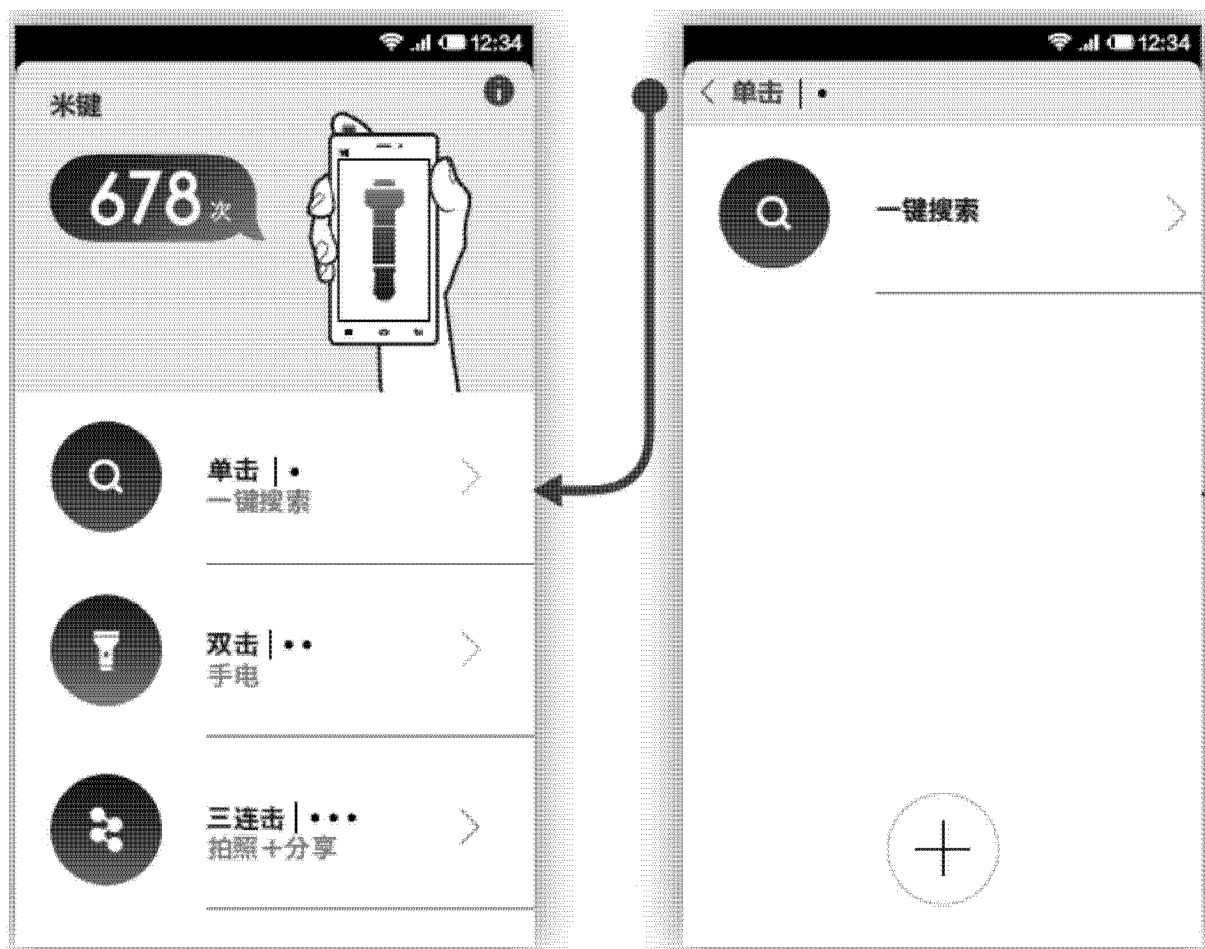 12:34
米键
678次
单击 | •
一键搜索
双击 | ••
手电
三连击 | •••
拍照+分享
12:34
单击 | •
一键搜索